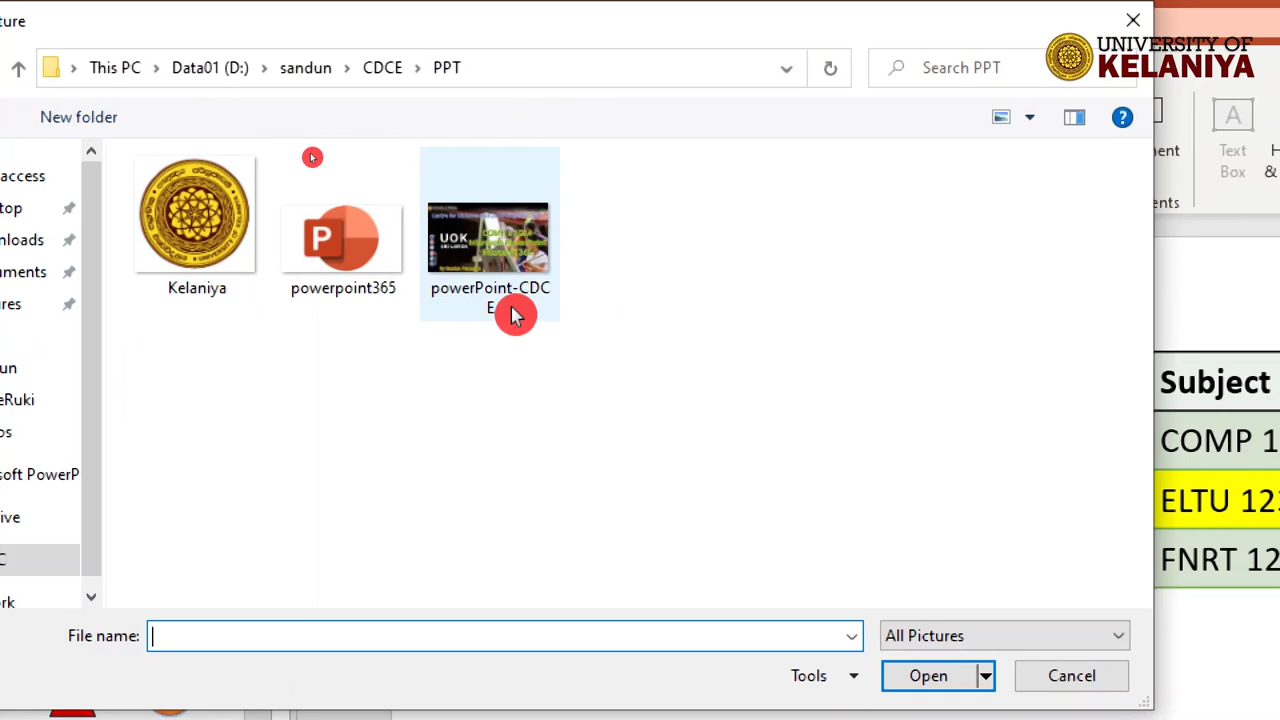 ture
UNIVERSITY OF
KELANIYA
This PC
Data01 (D:)
sandun
CDCE
PPT
Search PPT
New folder
Text
Box
H
&
ment
ents
access
top
nloads
uments
res
un
eRuki
os
soft PowerP
ive
C
rk
P
UOK
Kelaniya
powerpoint365
powerPoint-CDC
E
Subject
COMP 1
ELTU 12
FNRT 12
File name:
All Pictures
Tools
Open
Cancel